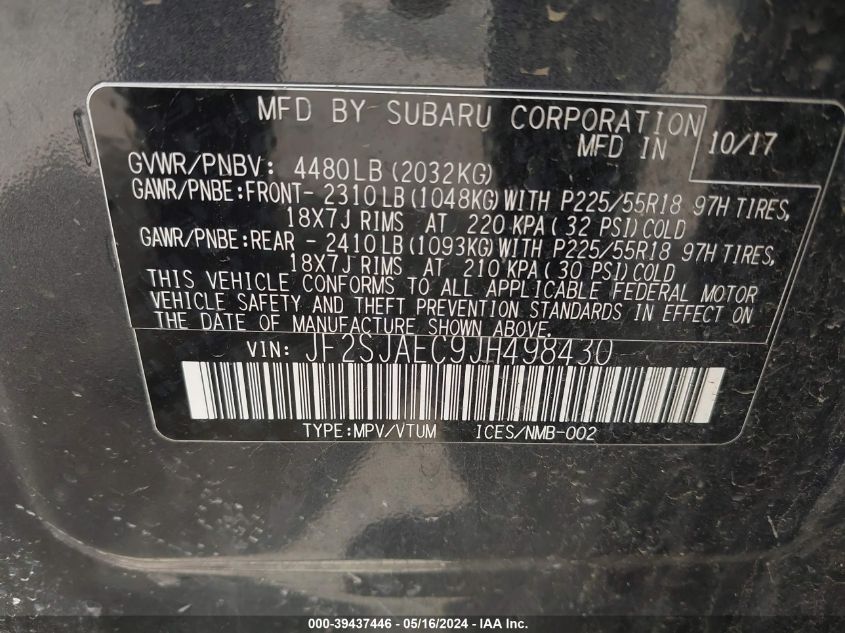 MFD BY SUBARU CORPORATION
MFD IN 10/17
GVWR/PNBV: 4480LB(2032KG)
GAWR/PNBE:FRONT- 2310LB(1048KG)WITH P225/55R18 97H TIRES,
18X7J RIMS AT 220 KPA(32 PSI)COLD
GAWR/PNBE:REAR - 2410LB(1093KG)WITH P225/55R18 97H TIRES,
18X7J RIMS AT 210 KPA(30 PSI)COLD
THIS VEHICLE CONFORMS TO ALL APPLICABLE FEDERAL MOTOR
VEHICLE SAFETY AND THEFT PREVENTION STANDARDS IN EFFECT ON
THE DATE OF MANUFACTURE SHOWN ABOVE.
VIN: JF2SJAEC9JH498430
TYPE:MPV/VTUM ICES/NMB-002
000-39437446 - 05/16/2024 - IAA Inc.